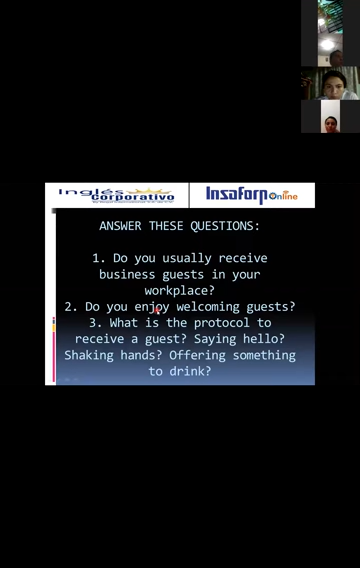 Inglés
Corporativo
Insaforp online
ANSWER THESE QUESTIONS:
1. Do you usually receive
business guests in your
workplace?
2. Do you enjoy welcoming guests?
3. What is the protocol to
receive a guest? Saying hello?
Shaking hands? Offering something
to drink?